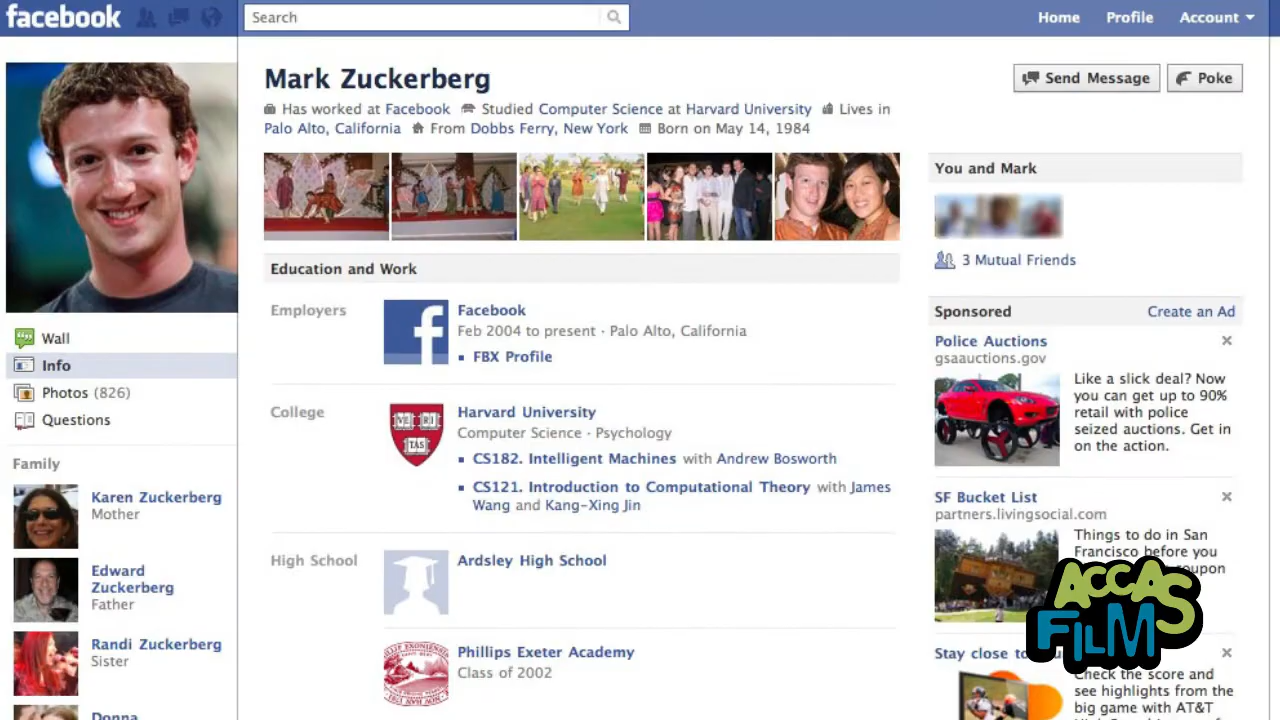 facebook
Search
Home Profile Account
Mark Zuckerberg
Send Message Poke
Has worked at Facebook Studied Computer Science at Harvard University Lives in
Palo Alto, California From Dobbs Ferry, New York Born on May 14, 1984
Wall
Info
Photos (826)
Questions
Family
Karen Zuckerberg
Mother
Edward
Zuckerberg
Father
Randi Zuckerberg
Sister
Donna
Education and Work
Employers
Facebook
Feb 2004 to present · Palo Alto, California
FBX Profile
College
VE RI
TAS
Harvard University
Computer Science · Psychology
CS182. Intelligent Machines with Andrew Bosworth
CS121. Introduction to Computational Theory with James
Wang and Kang-Xing Jin
High School
Ardsley High School
Phillips Exeter Academy
Class of 2002
You and Mark
3 Mutual Friends
Sponsored Create an Ad
Police Auctions
gsaauctions.gov
Like a slick deal? Now
you can get up to 90%
retail with police
seized auctions. Get in
on the action.
SF Bucket List
partners.livingsocial.com
Things to do in San
Francisco before you
oupon
Stay close to
Check the score and
see highlights from the
big game with AT&T
ACCAS
FILM